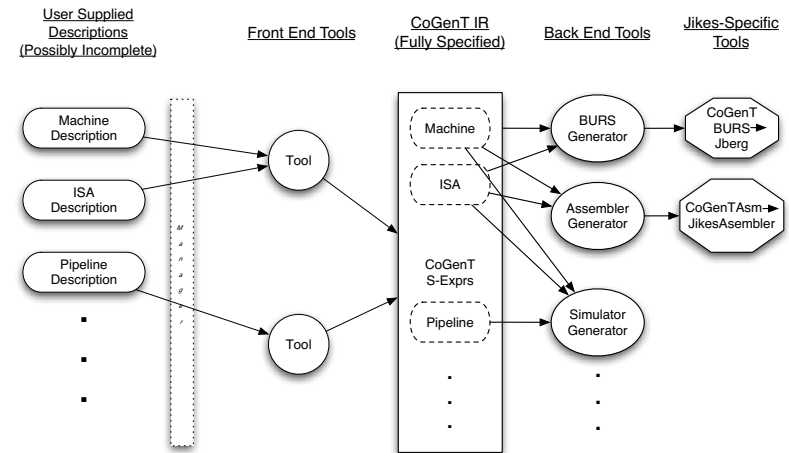 User Supplied
Descriptions
(Possibly Incomplete)
Front End Tools
CoGenT IR
(Fully Specified)
Back End Tools
Jikes-Specific
Tools
Machine
Description
ISA
Description
Pipeline
Description
Manager
Tool
Tool
Machine
ISA
CoGenT
S-Exprs
Pipeline
BURS
Generator
Assembler
Generator
Simulator
Generator
CoGenT
BURS
Jberg
CoGenTAsm
JikesAsembler